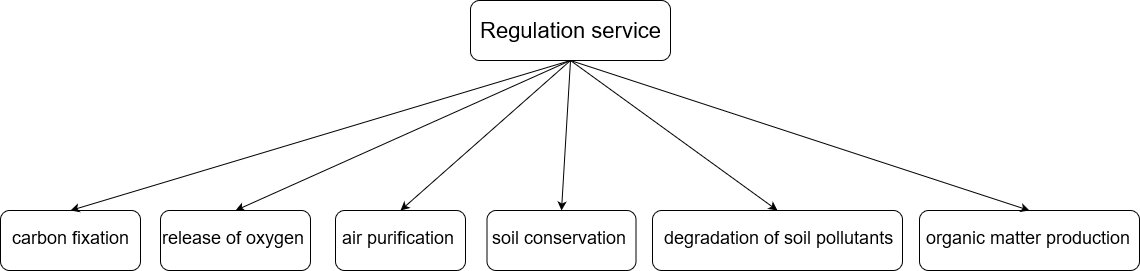 Regulation service
carbon fixation
release of oxygen
air purification
soil conservation
degradation of soil pollutants
organic matter production